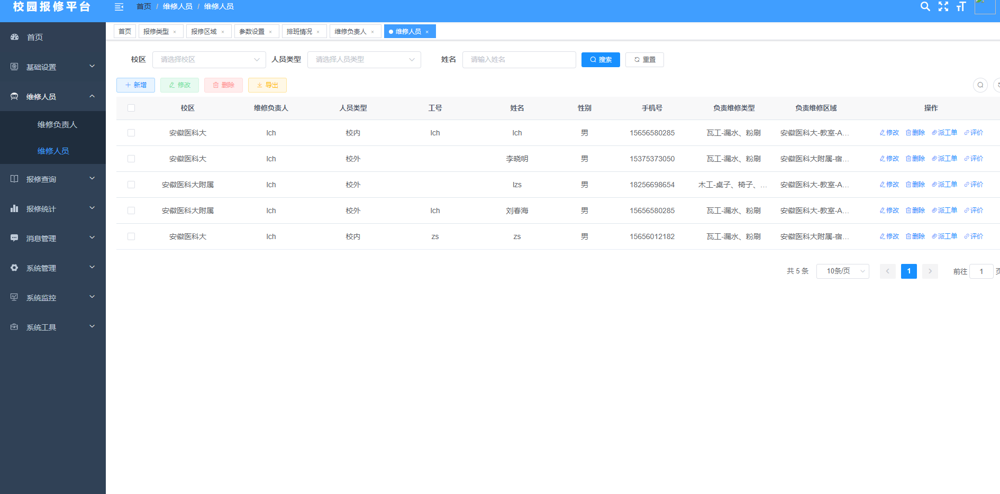 校园报修平台
首页 / 维修人员 / 维修人员
首页
基础设置
维修人员
维修负责人
维修人员
报修查询
报修统计
消息管理
系统管理
系统监控
系统工具
首页 报修类型 × 报修区域 × 参数设置 × 排班情况 × 维修负责人 × 维修人员 ×
校区 请选择校区 人员类型 请选择人员类型 姓名 请输入姓名 搜索 重置
新增 修改 删除 导出
校区 维修负责人 人员类型 工号 姓名 性别 手机号 负责维修类型 负责维修区域 操作
安徽医科大 lch 校内 lch lch 男 15656580285 瓦工-漏水、粉刷 安徽医科大-教室-A... 修改 删除 派工单 评价
安徽医科大 lch 校外 李晓明 男 15375373050 瓦工-漏水、粉刷 安徽医科大附属-宿... 修改 删除 派工单 评价
安徽医科大附属 lch 校外 lzs 男 18256698654 木工-桌子、椅子、... 安徽医科大-教室-A... 修改 删除 派工单 评价
安徽医科大附属 lch 校外 lch 刘春海 男 15656580285 瓦工-漏水、粉刷 安徽医科大-教室-A... 修改 删除 派工单 评价
安徽医科大 lch 校内 zs zs 男 15656012182 瓦工-漏水、粉刷 安徽医科大附属-宿... 修改 删除 派工单 评价
共 5 条 10条/页 1 前往 1 页